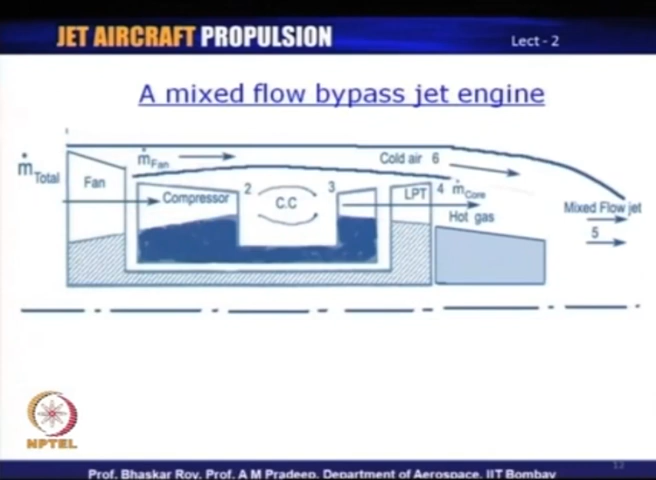 JET AIRCRAFT PROPULSION
Lect - 2
A mixed flow bypass jet engine
ṁTotal
Fan
ṁFan
Cold air 6
Compressor
2
C.C
3
LPT
4
ṁCore
Hot gas
Mixed Flow jet
5
NPTEL
13
Prof. Bhaskar Roy, Prof. A M Pradeep, Department of Aerospace, IIT Bombay